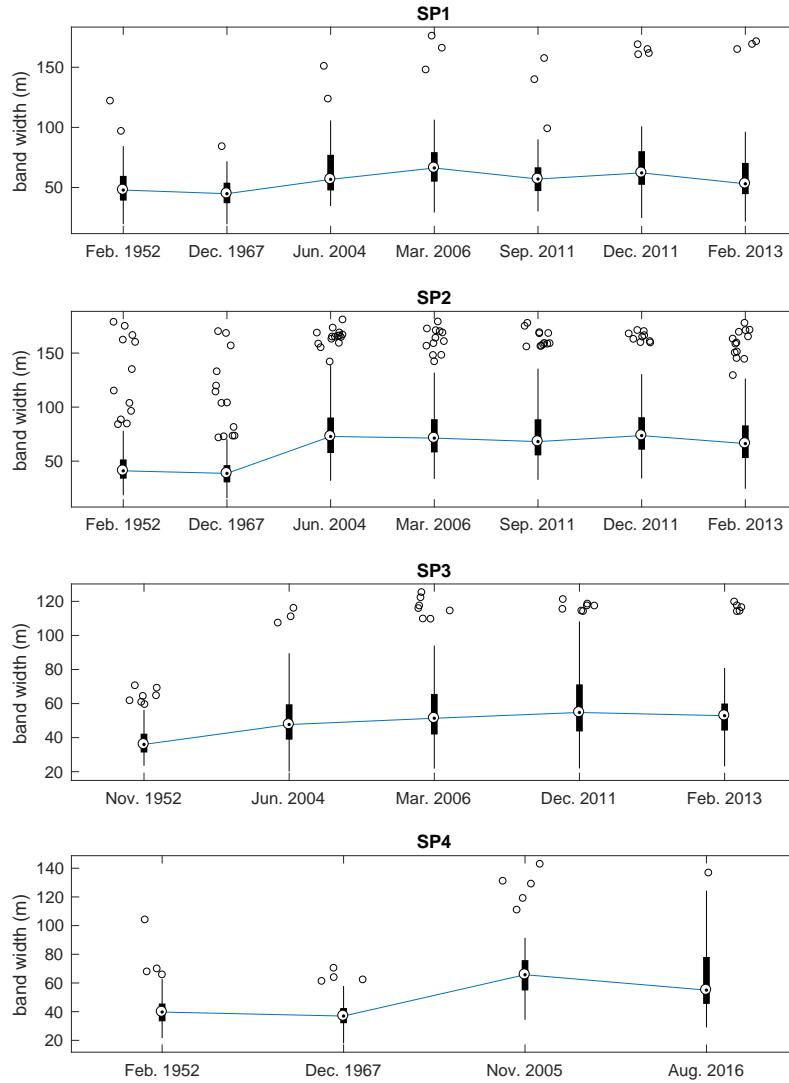 SP1
150
100
50
band width (m)
Feb. 1952 Dec. 1967 Jun. 2004 Mar. 2006 Sep. 2011 Dec. 2011 Feb. 2013
SP2
150
100
50
band width (m)
Feb. 1952 Dec. 1967 Jun. 2004 Mar. 2006 Sep. 2011 Dec. 2011 Feb. 2013
SP3
120
100
80
60
40
20
band width (m)
Nov. 1952 Jun. 2004 Mar. 2006 Dec. 2011 Feb. 2013
SP4
140
120
100
80
60
40
20
band width (m)
Feb. 1952 Dec. 1967 Nov. 2005 Aug. 2016